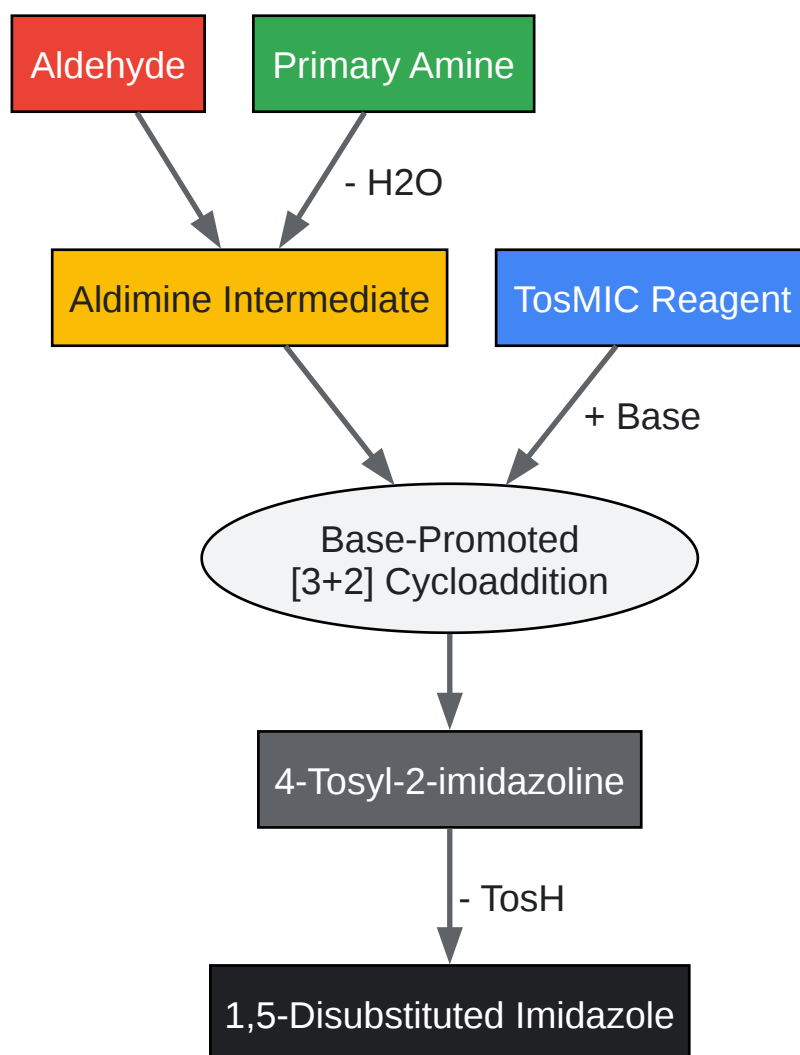 Aldehyde
Primary Amine
- H2O
Aldimine Intermediate
TosMIC Reagent
+ Base
Base-Promoted
[3+2] Cycloaddition
4-Tosyl-2-imidazoline
- TosH
1,5-Disubstituted Imidazole